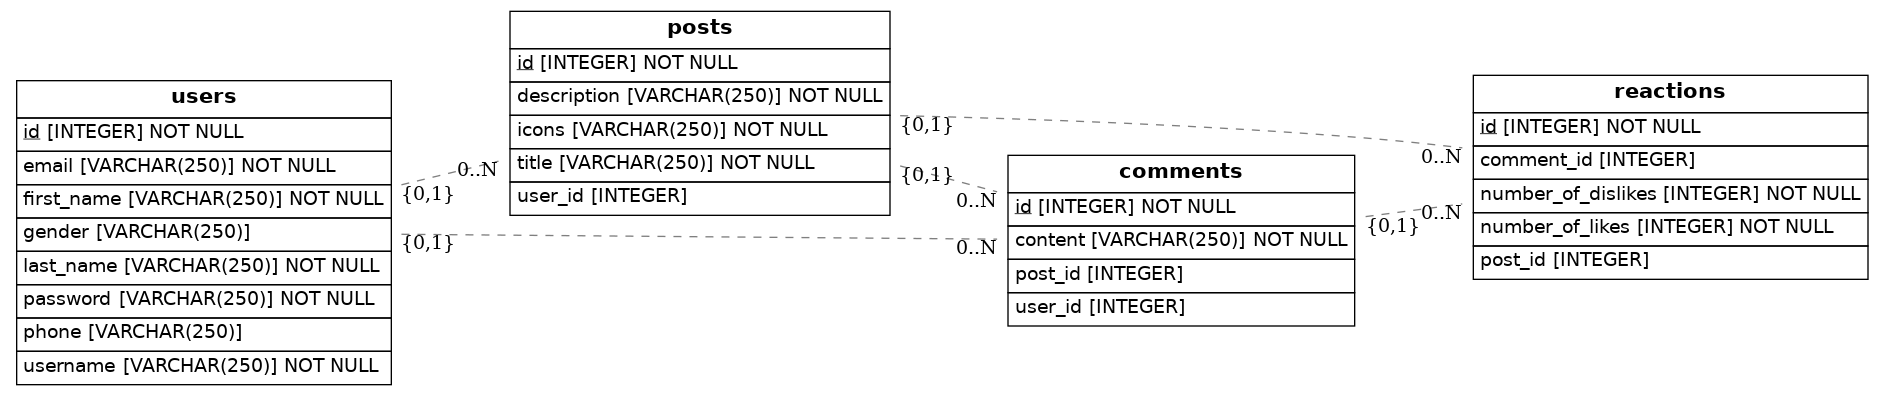 users
id [INTEGER] NOT NULL
email [VARCHAR(250)] NOT NULL
first_name [VARCHAR(250)] NOT NULL
gender [VARCHAR(250)]
last_name [VARCHAR(250)] NOT NULL
password [VARCHAR(250)] NOT NULL
phone [VARCHAR(250)]
username [VARCHAR(250)] NOT NULL
{0,1}
0..N
{0,1}
posts
id [INTEGER] NOT NULL
description [VARCHAR(250)] NOT NULL
icons [VARCHAR(250)] NOT NULL
title [VARCHAR(250)] NOT NULL
user_id [INTEGER]
{0,1}
{0,1}
0..N
0..N
comments
id [INTEGER] NOT NULL
content [VARCHAR(250)] NOT NULL
post_id [INTEGER]
user_id [INTEGER]
{0,1}
0..N
0..N
reactions
id [INTEGER] NOT NULL
comment_id [INTEGER]
number_of_dislikes [INTEGER] NOT NULL
number_of_likes [INTEGER] NOT NULL
post_id [INTEGER]